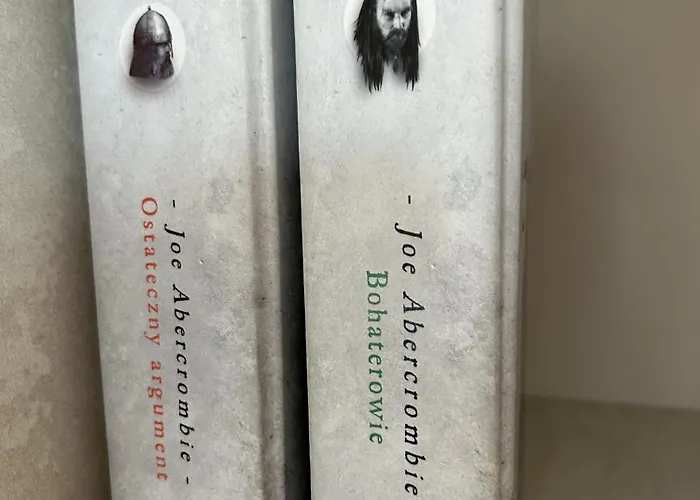 - Joe Abercrombie -
Ostateczny argument
- Joe Abercrombie
Bohaterowie